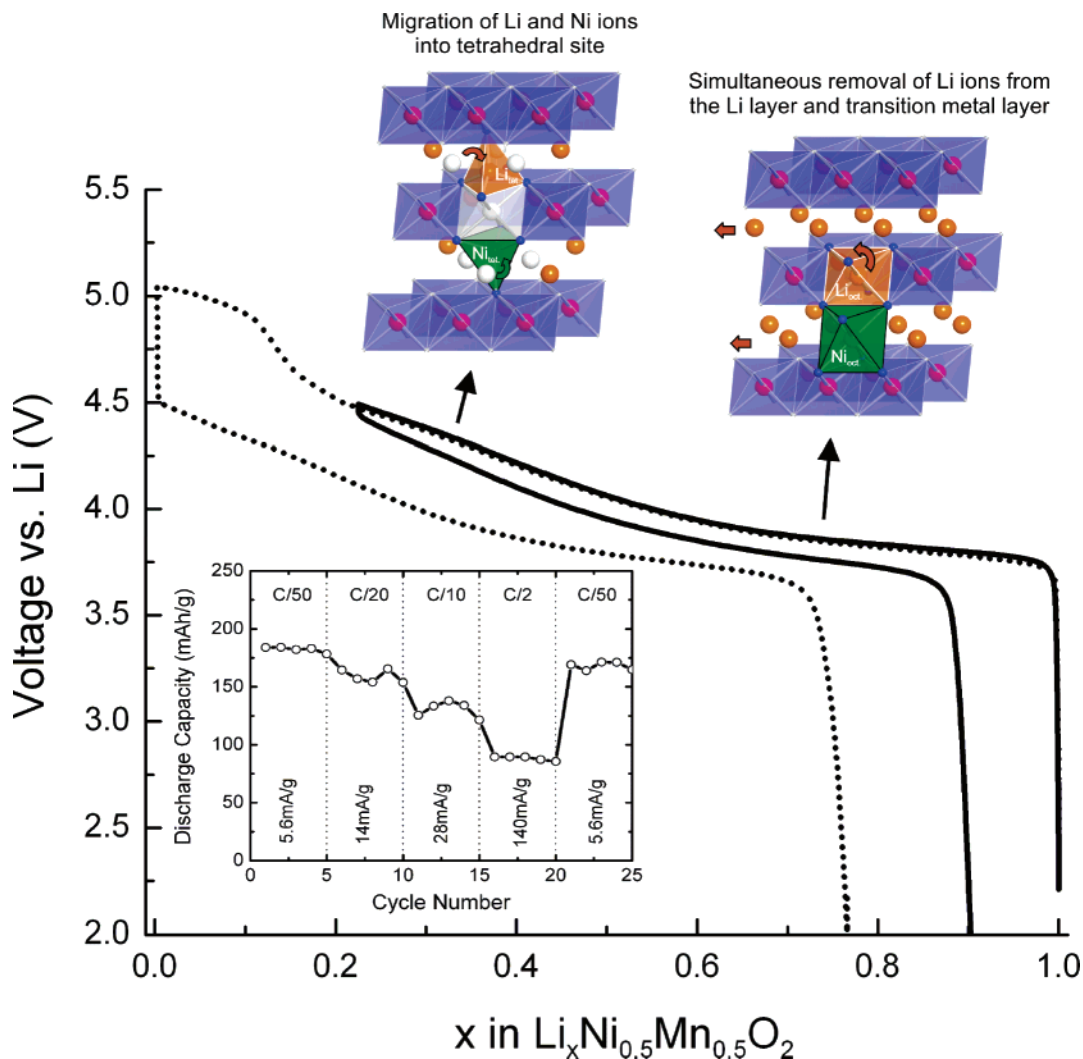 Migration of Li and Ni ions
into tetrahedral site
Simultaneous removal of Li ions from
the Li layer and transition metal layer
Li tet.
Ni tet.
Li oct.
Ni oct.
Voltage vs. Li (V)
5.5
5.0
4.5
4.0
3.5
3.0
2.5
2.0
0.0 0.2 0.4 0.6 0.8 1.0
x in LiₓNi₀.₅Mn₀.₅O₂
Discharge Capacity (mAh/g)
250
200
150
100
50
0
C/50 C/20 C/10 C/2 C/50
5.6mA/g 14mA/g 28mA/g 140mA/g 5.6mA/g
0 5 10 15 20 25
Cycle Number